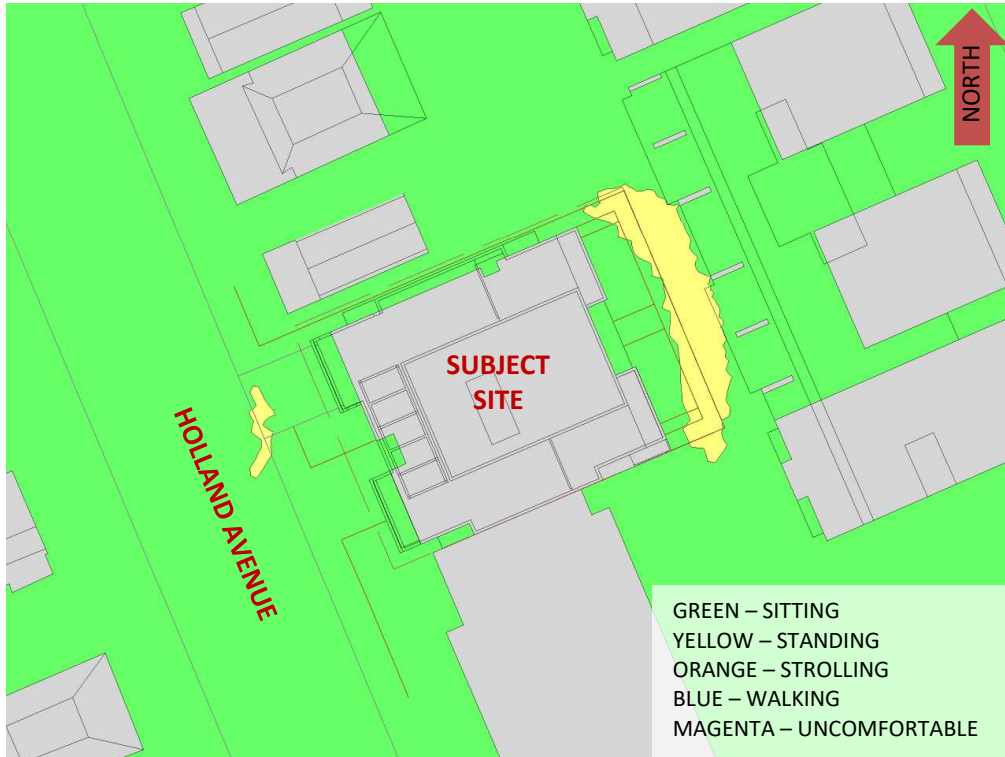 NORTH
SUBJECT
SITE
HOLLAND AVENUE
GREEN – SITTING
YELLOW – STANDING
ORANGE – STROLLING
BLUE – WALKING
MAGENTA – UNCOMFORTABLE